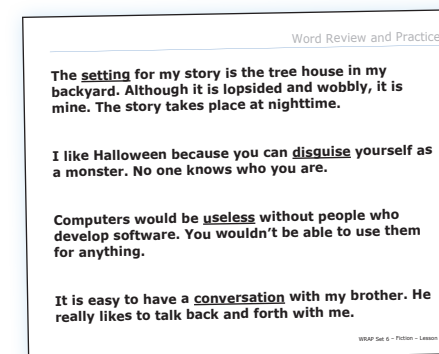 Word Review and Practice
The setting for my story is the tree house in my
backyard. Although it is lopsided and wobbly, it is
mine. The story takes place at nighttime.
I like Halloween because you can disguise yourself as
a monster. No one knows who you are.
Computers would be useless without people who
develop software. You wouldn't be able to use them
for anything.
It is easy to have a conversation with my brother. He
really likes to talk back and forth with me.
WRAP Set 6 – Fiction – Lesson